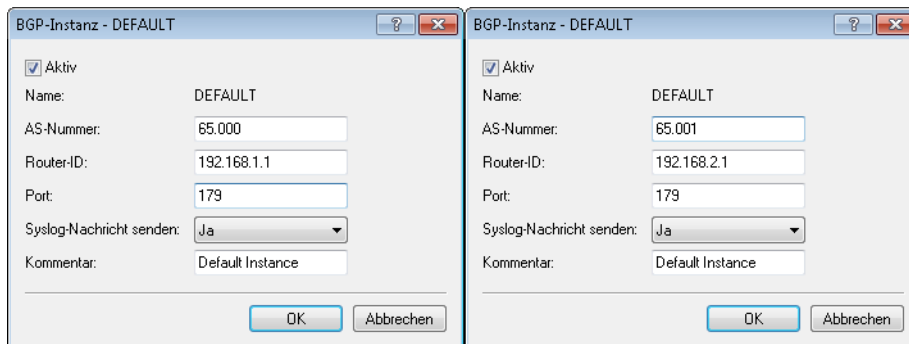 BGP-Instanz - DEFAULT
Aktiv
Name: DEFAULT
AS-Nummer: 65.000
Router-ID: 192.168.1.1
Port: 179
Syslog-Nachricht senden: Ja
Kommentar: Default Instance
OK Abbrechen
BGP-Instanz - DEFAULT
Aktiv
Name: DEFAULT
AS-Nummer: 65.001
Router-ID: 192.168.2.1
Port: 179
Syslog-Nachricht senden: Ja
Kommentar: Default Instance
OK Abbrechen